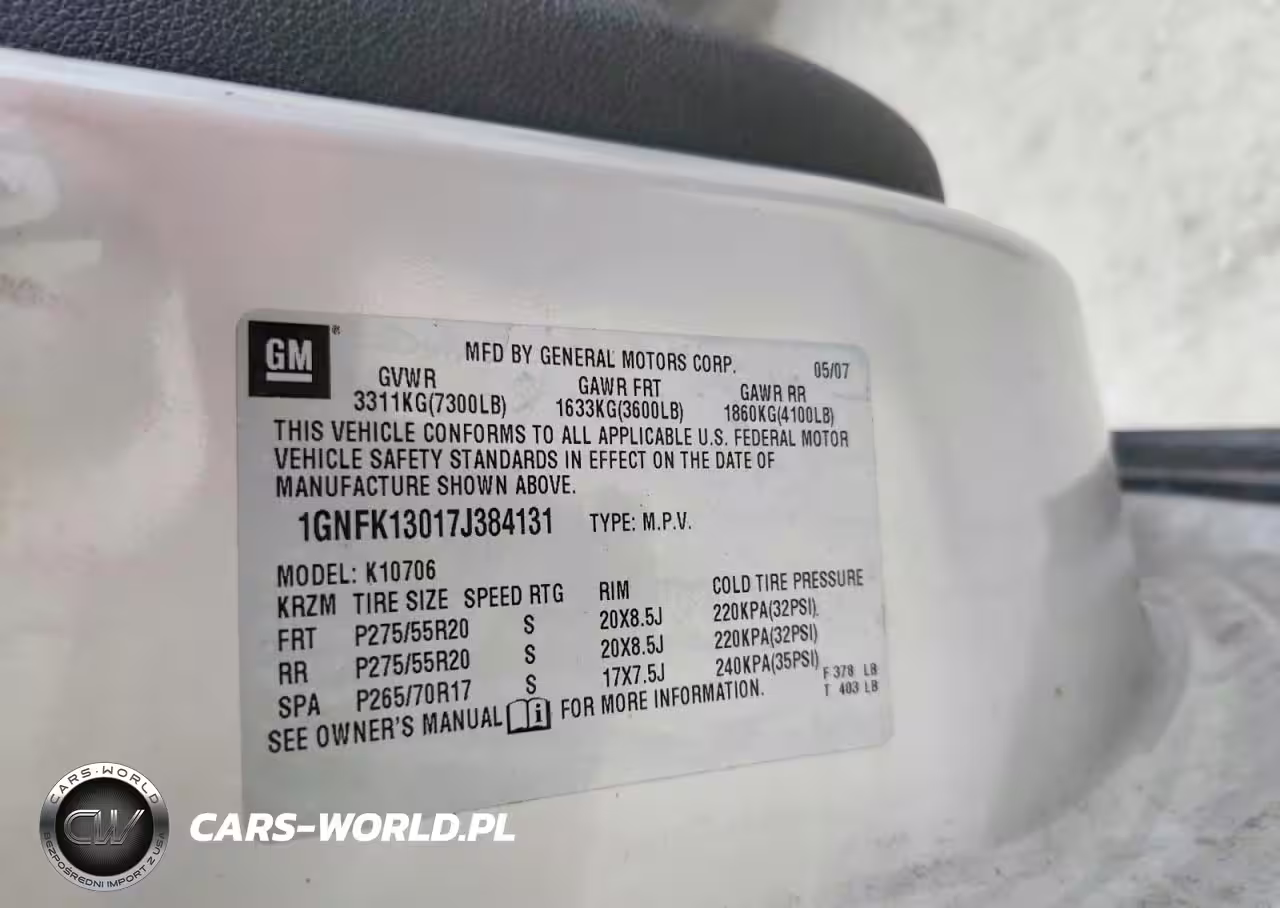 GM ®
MFD BY GENERAL MOTORS CORP. 05/07
GVWR GAWR FRT GAWR RR
3311KG(7300LB) 1633KG(3600LB) 1860KG(4100LB)
THIS VEHICLE CONFORMS TO ALL APPLICABLE U.S. FEDERAL MOTOR
VEHICLE SAFETY STANDARDS IN EFFECT ON THE DATE OF
MANUFACTURE SHOWN ABOVE.
1GNFK13017J384131 TYPE: M.P.V.
MODEL: K10706
KRZM TIRE SIZE SPEED RTG RIM COLD TIRE PRESSURE
FRT P275/55R20 S 20X8.5J 220KPA(32PSI)
RR P275/55R20 S 20X8.5J 220KPA(32PSI)
SPA P265/70R17 S 17X7.5J 240KPA(35PSI)
F 378 LB
T 403 LB
SEE OWNER'S MANUAL i FOR MORE INFORMATION.
CARS-WORLD
CW
BEZPOŚREDNI IMPORT Z USA
CARS-WORLD.PL